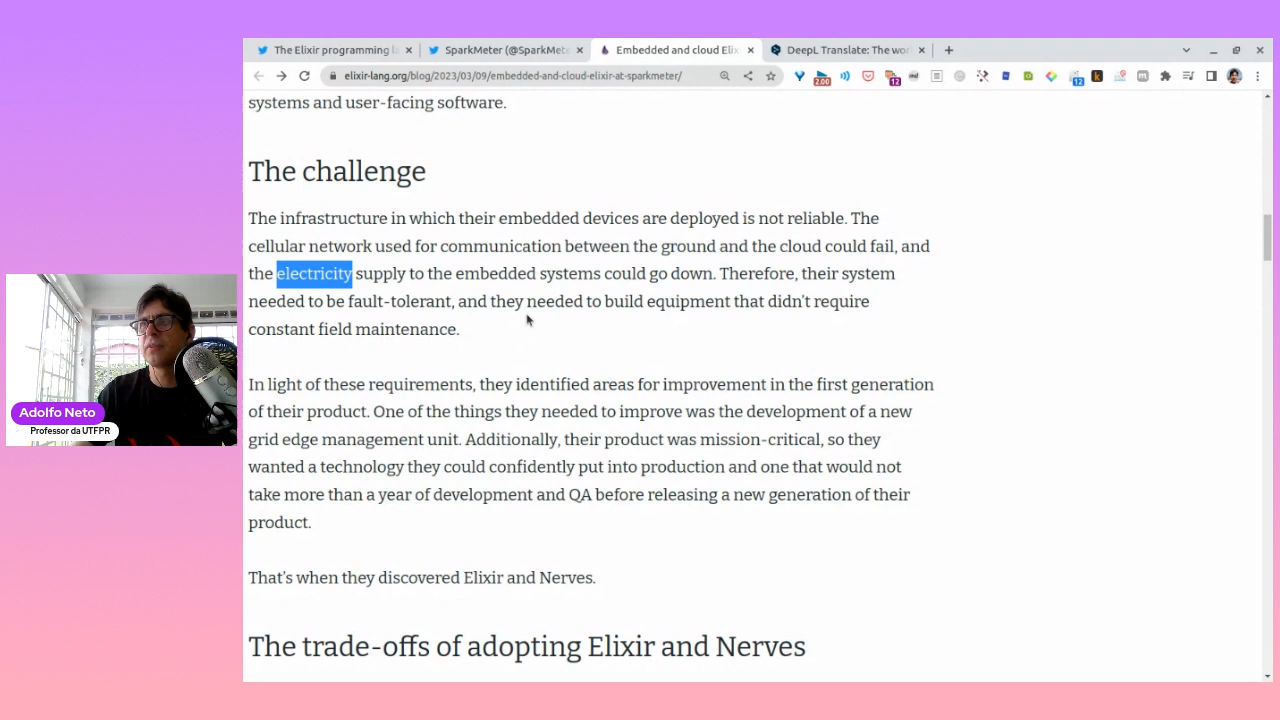 The Elixir programming la
SparkMeter (@SparkMete
Embedded and cloud Elix
DeepL Translate: The wor
elixir-lang.org/blog/2023/03/09/embedded-and-cloud-elixir-at-sparkmeter/
2.00
12
12
systems and user-facing software.
The challenge
The infrastructure in which their embedded devices are deployed is not reliable. The
cellular network used for communication between the ground and the cloud could fail, and
the electricity supply to the embedded systems could go down. Therefore, their system
needed to be fault-tolerant, and they needed to build equipment that didn't require
constant field maintenance.
In light of these requirements, they identified areas for improvement in the first generation
of their product. One of the things they needed to improve was the development of a new
grid edge management unit. Additionally, their product was mission-critical, so they
wanted a technology they could confidently put into production and one that would not
take more than a year of development and QA before releasing a new generation of their
product.
That's when they discovered Elixir and Nerves.
The trade-offs of adopting Elixir and Nerves
Adolfo Neto
Professor da UTFPR